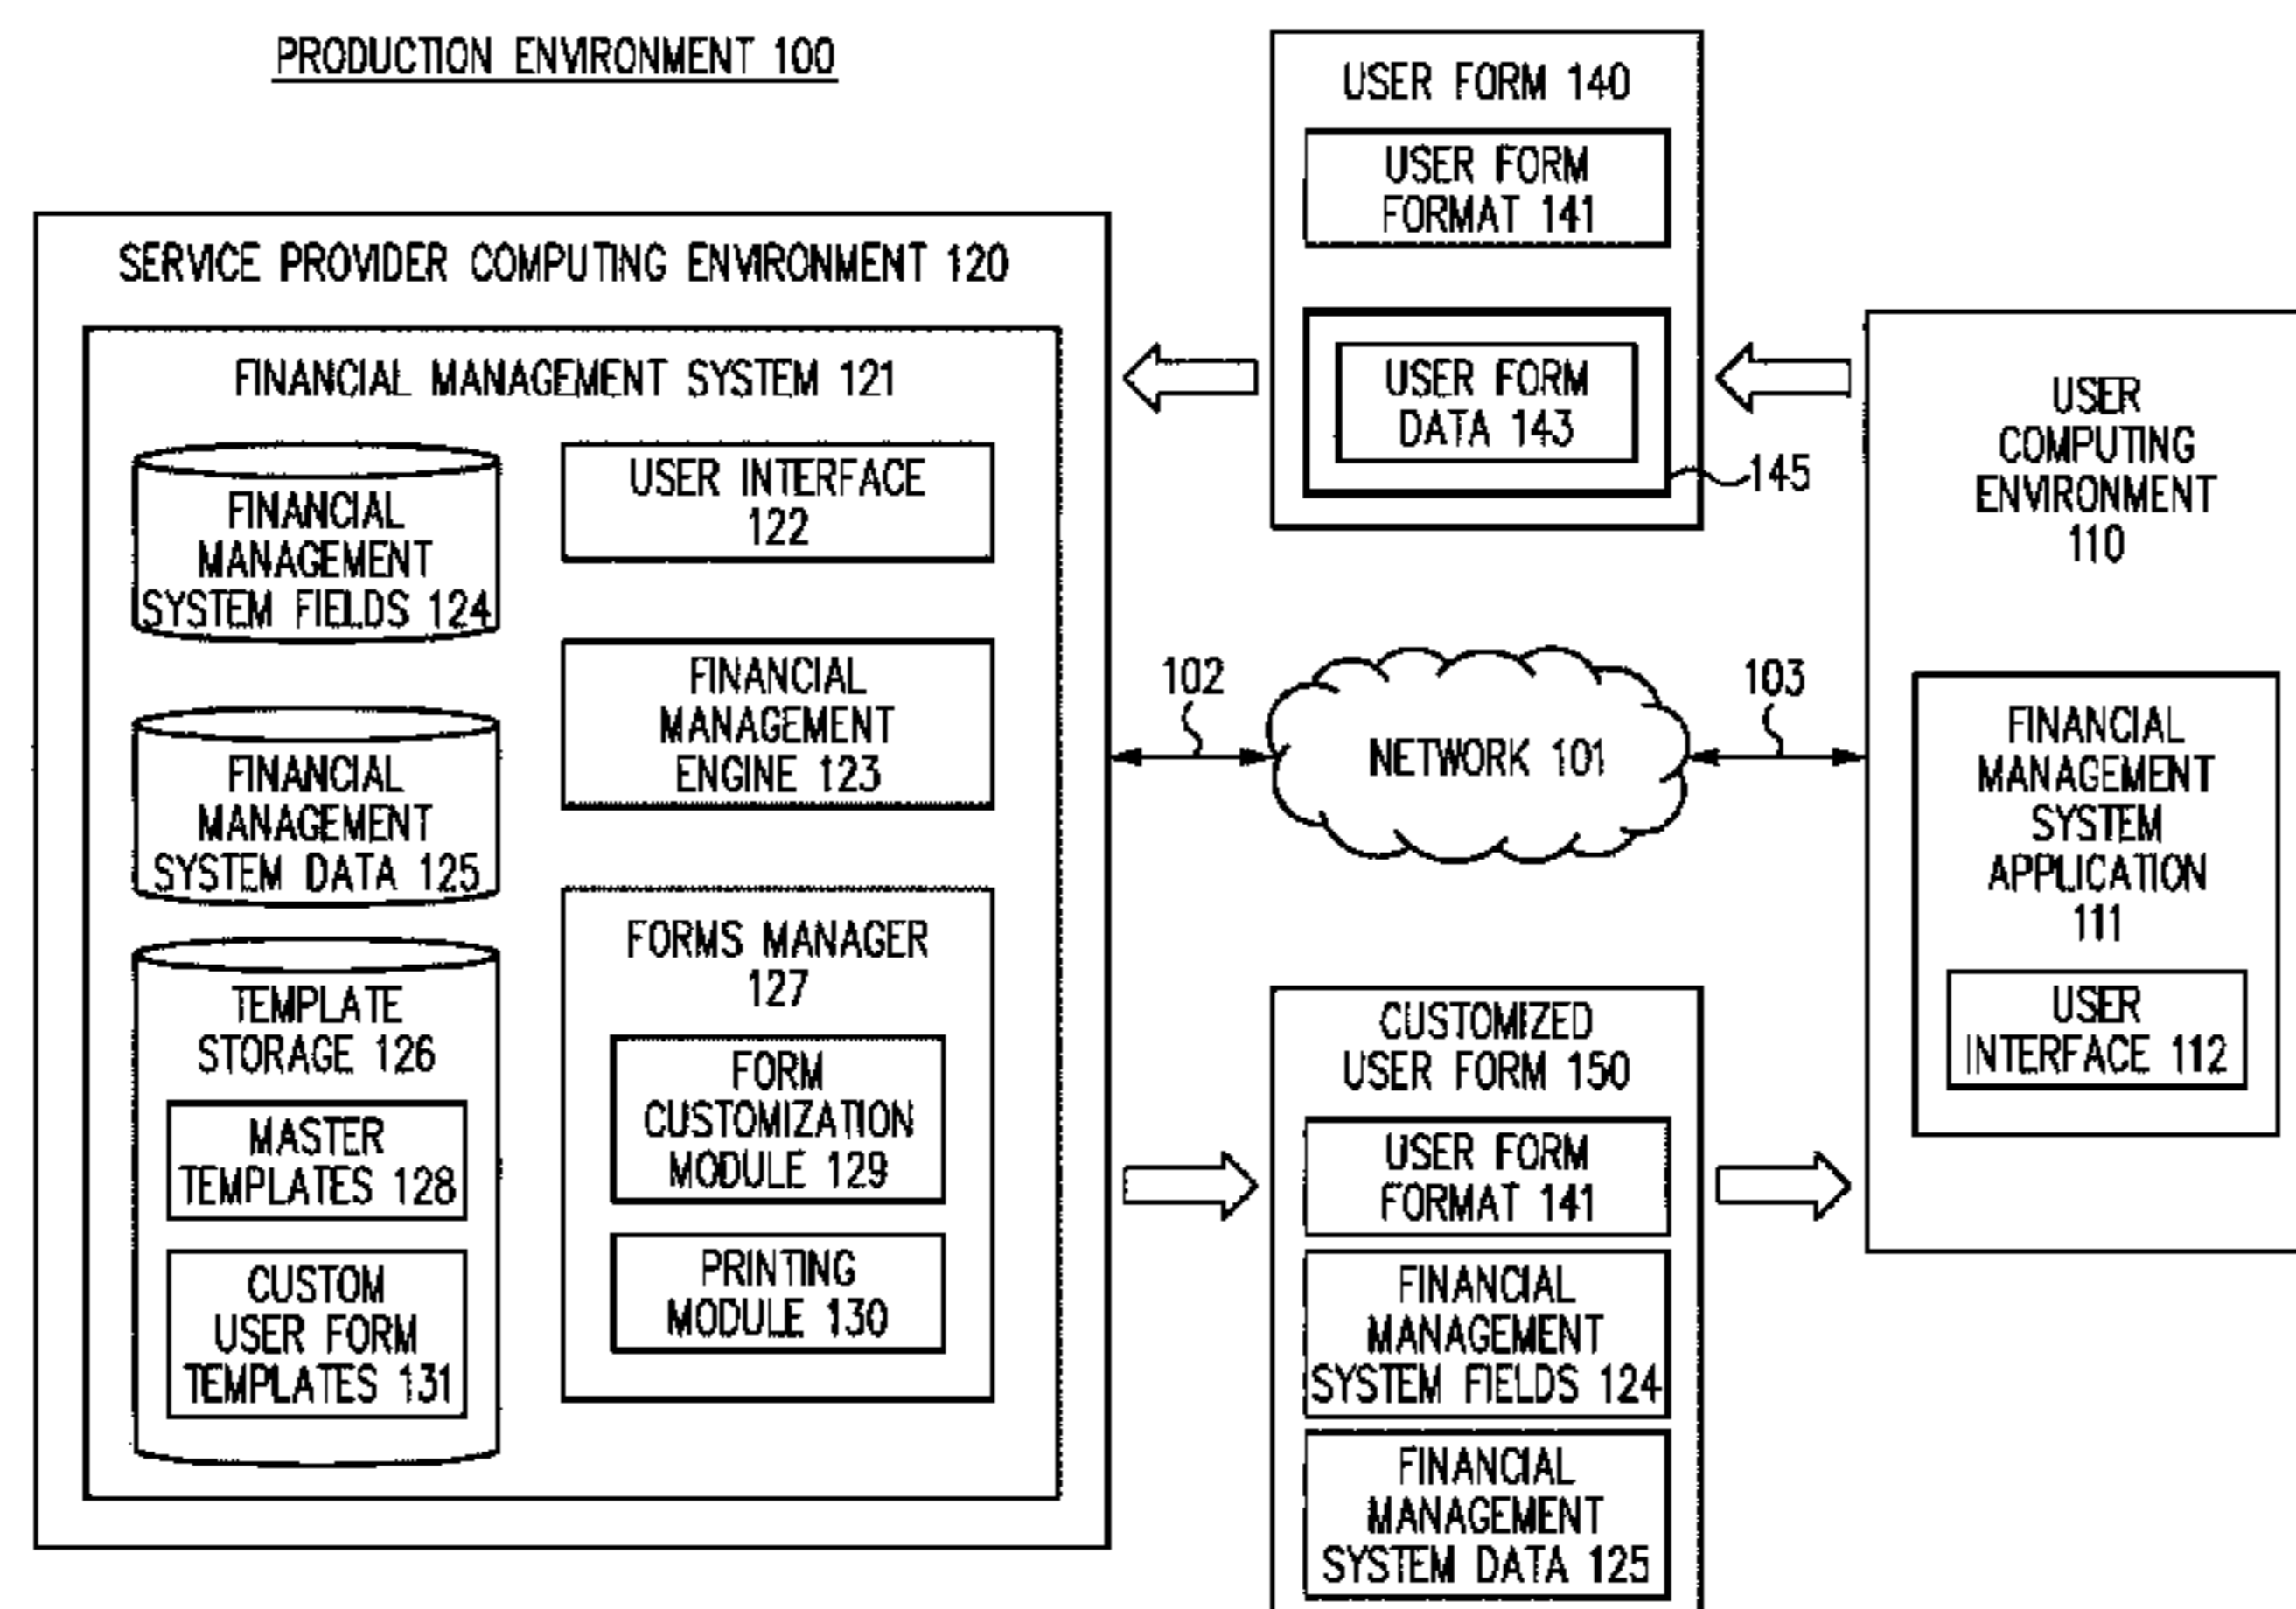 PRODUCTION ENVIRONMENT 100
SERVICE PROVIDER COMPUTING ENVIRONMENT 120
FINANCIAL MANAGEMENT SYSTEM 121
FINANCIAL
MANAGEMENT
SYSTEM FIELDS 124
FINANCIAL
MANAGEMENT
SYSTEM DATA 125
TEMPLATE
STORAGE 126
MASTER
TEMPLATES 128
CUSTOM
USER FORM
TEMPLATES 131
USER INTERFACE
122
FINANCIAL
MANAGEMENT
ENGINE 123
FORMS MANAGER
127
FORM
CUSTOMIZATION
MODULE 129
PRINTING
MODULE 130
USER FORM 140
USER FORM
FORMAT 141
USER FORM
DATA 143
145
102
NETWORK 101
103
CUSTOMIZED
USER FORM 150
USER FORM
FORMAT 141
FINANCIAL
MANAGEMENT
SYSTEM FIELDS 124
FINANCIAL
MANAGEMENT
SYSTEM DATA 125
USER
COMPUTING
ENVIRONMENT
110
FINANCIAL
MANAGEMENT
SYSTEM
APPLICATION
111
USER
INTERFACE 112